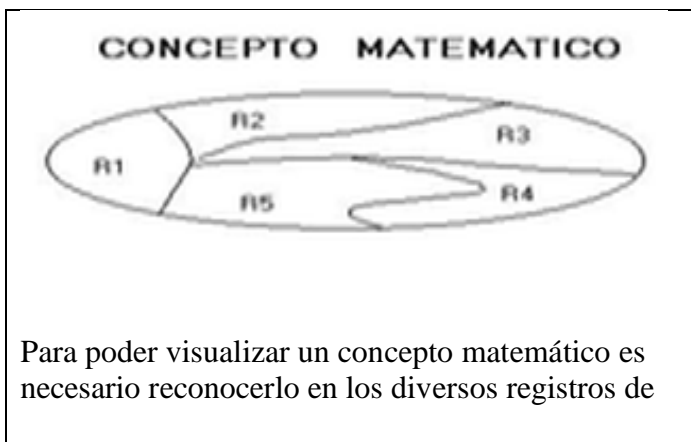 CONCEPTO MATEMATICO
R2
R3
R1
R4
R5
Para poder visualizar un concepto matemático es
necesario reconocerlo en los diversos registros de